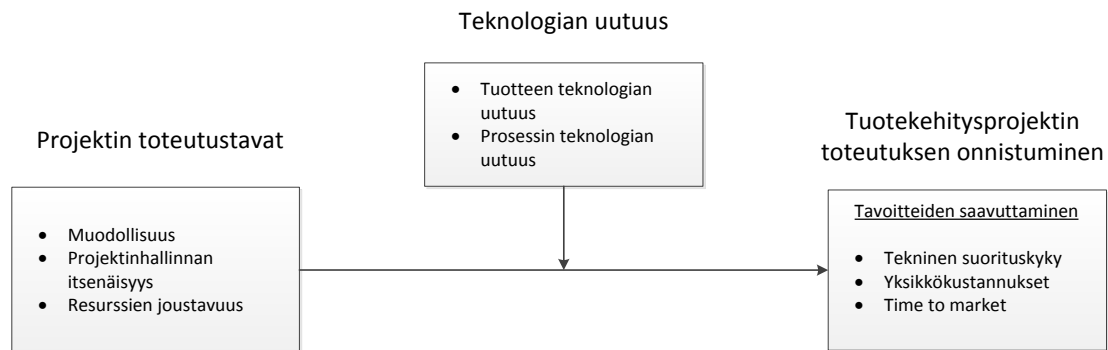 Teknologian uutuus
• Tuotteen teknologian
uutuus
• Prosessin teknologian
uutuus
Projektin toteutustavat
• Muodollisuus
• Projektinhallinnan
itsenäisyys
• Resurssien joustavuus
Tuotekehitysprojektin
toteutuksen onnistuminen
Tavoitteiden saavuttaminen
• Tekninen suorituskyky
• Yksikkökustannukset
• Time to market